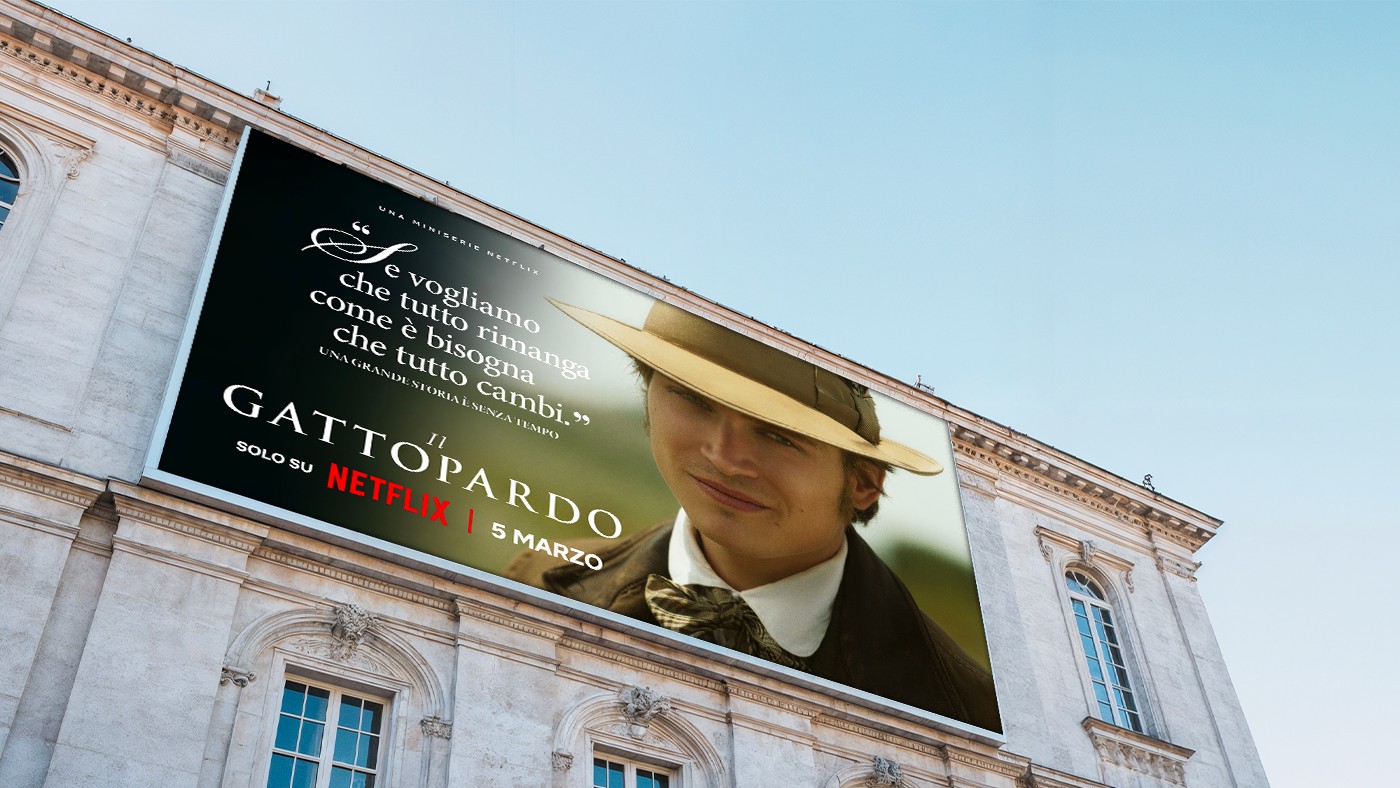 UNA MINISERIE NETFLIX
“Se vogliamo
che tutto rimanga
come è bisogna
che tutto cambi.”
UNA GRANDE STORIA È SENZA TEMPO
Il
GATTOPARDO
SOLO SU NETFLIX | 5 MARZO